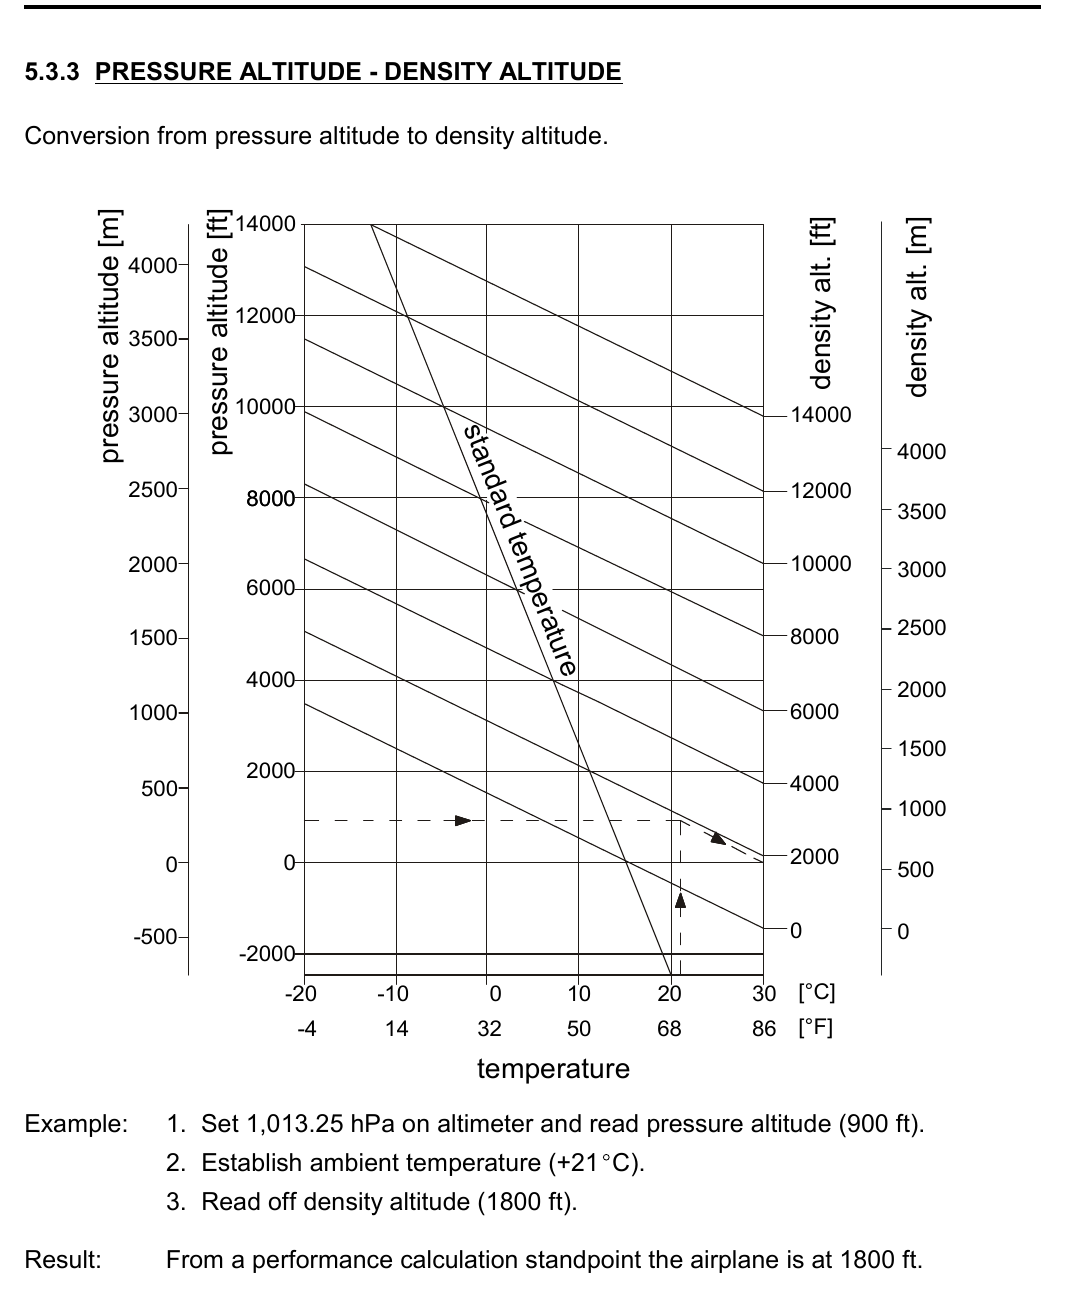 5.3.3 PRESSURE ALTITUDE - DENSITY ALTITUDE
Conversion from pressure altitude to density altitude.
pressure altitude [m]
4000
3500
3000
2500
2000
1500
1000
500
0
-500
pressure altitude [ft]
14000
12000
10000
8000
6000
4000
2000
0
-2000
standard temperature
density alt. [ft]
14000
12000
10000
8000
6000
4000
2000
0
density alt. [m]
4000
3500
3000
2500
2000
1500
1000
500
0
-20 -10 0 10 20 30 [°C]
-4 14 32 50 68 86 [°F]
temperature
Example: 1. Set 1,013.25 hPa on altimeter and read pressure altitude (900 ft).
2. Establish ambient temperature (+21°C).
3. Read off density altitude (1800 ft).
Result: From a performance calculation standpoint the airplane is at 1800 ft.